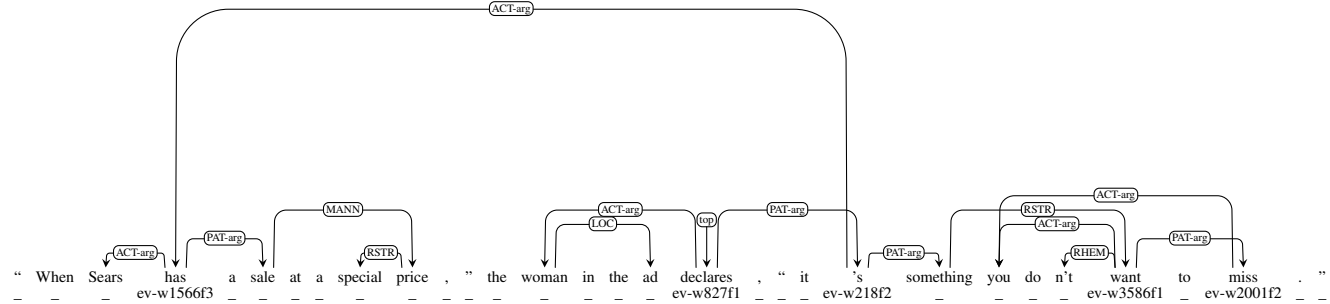 ACT-arg
MANN ACT-arg top PAT-arg ACT-arg
LOC RSTR
ACT-arg PAT-arg RSTR ACT-arg RHEM PAT-arg PAT-arg
“ When Sears has a sale at a special price , ” the woman in the ad declares , “ it ’s something you do n’t want to miss . ”
_ _ _ ev-w1566f3 _ _ _ _ _ _ _ _ _ _ _ _ _ ev-w827f1 _ _ _ ev-w218f2 _ _ _ _ ev-w3586f1 _ ev-w2001f2 _ _